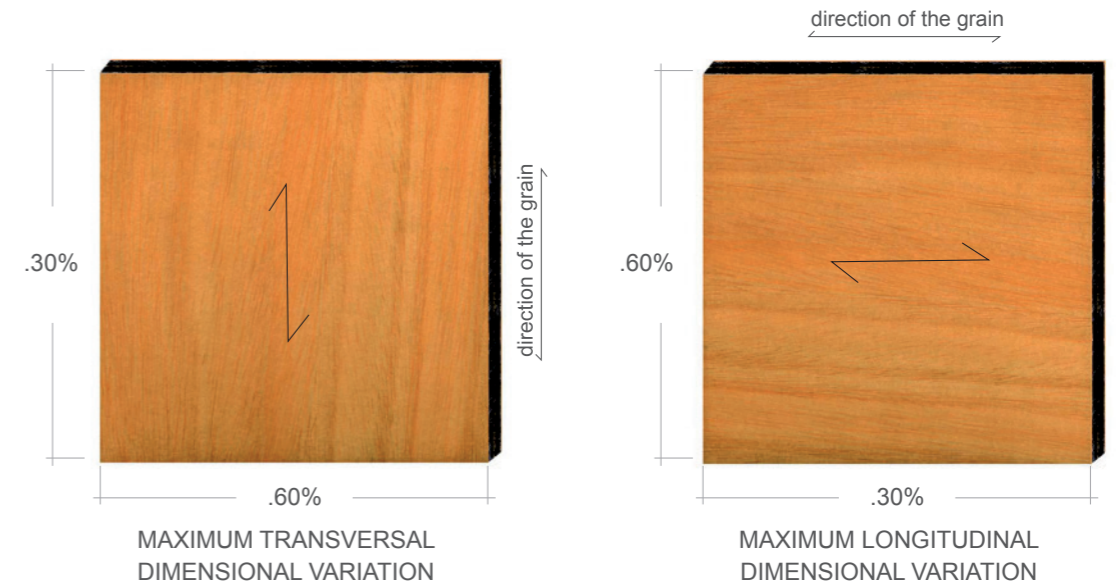 direction of the grain
.30%
direction of the grain
.60%
.60%
.30%
MAXIMUM TRANSVERSAL
DIMENSIONAL VARIATION
MAXIMUM LONGITUDINAL
DIMENSIONAL VARIATION